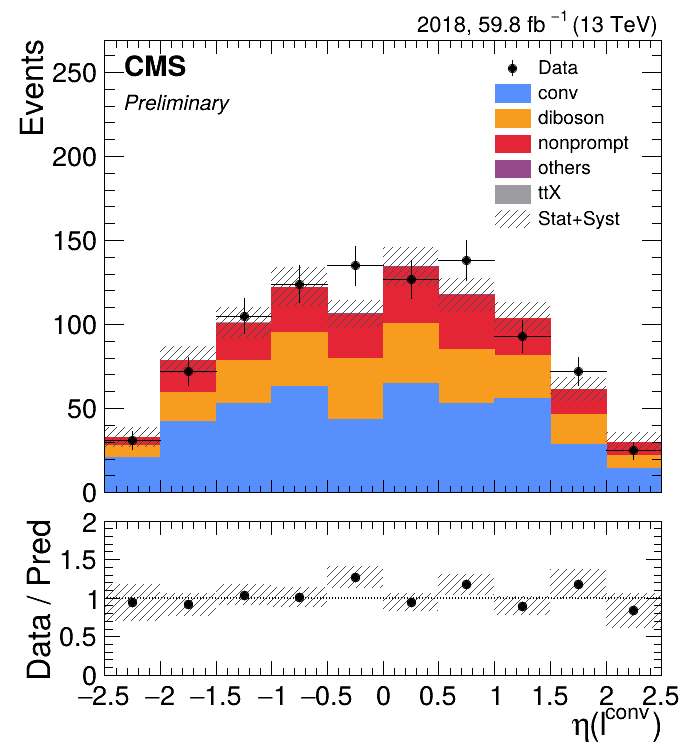 2018, 59.8 fb⁻¹ (13 TeV)
CMS
Preliminary
Data
conv
diboson
nonprompt
others
ttX
Stat+Syst
Events
250
200
150
100
50
0
Data / Pred
2
1.5
1
0.5
0
−2.5 −2 −1.5 −1 −0.5 0 0.5 1 1.5 2 2.5
η(l^conv)